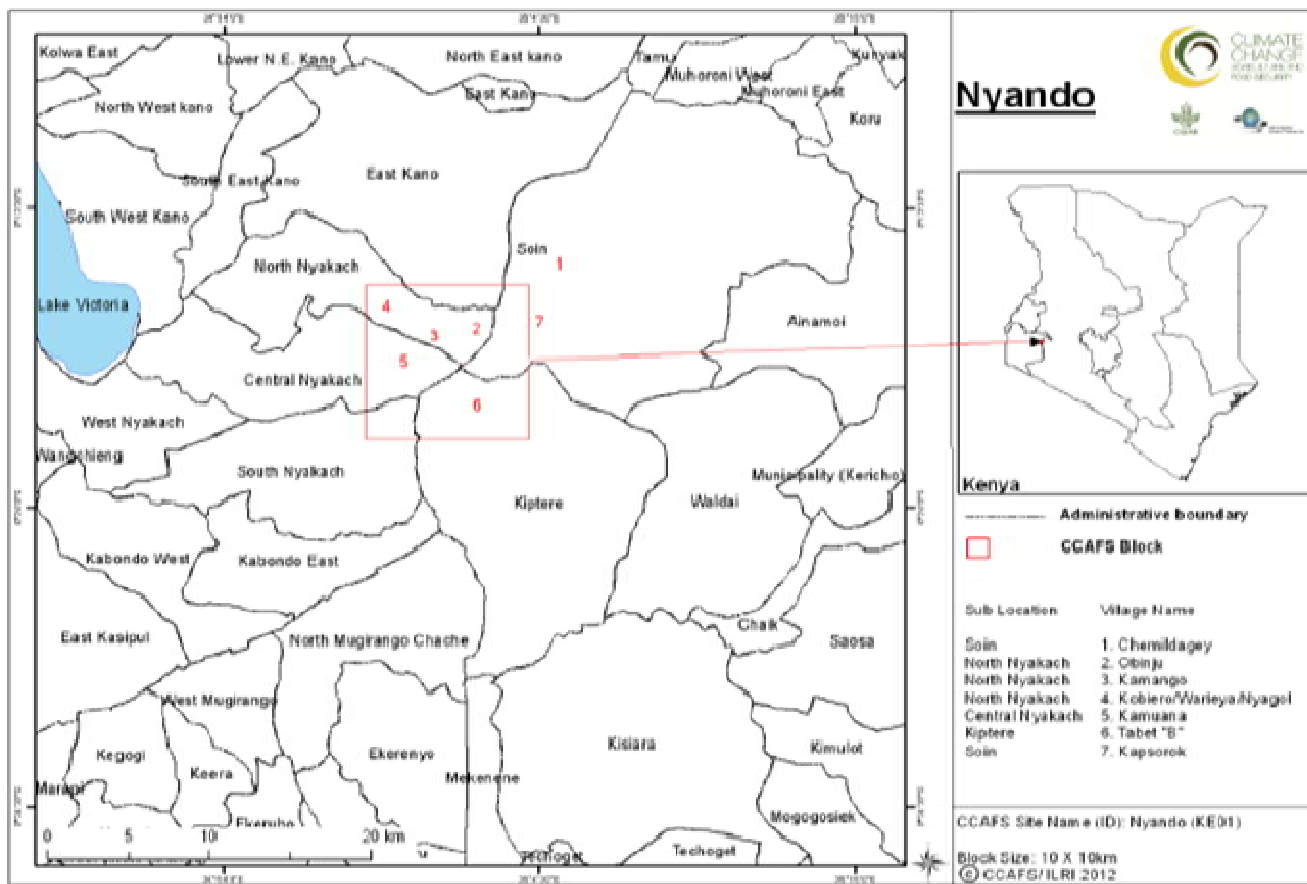 Kolwa East
Lower N.E. Kano
North East kano
Tamu
Muhoroni West
Kunyak
North West kano
East Kano
Muhoroni East
Koru
South East Kano
East Kano
South West Kano
Soin
1
North Nyakach
Lake Victoria
4
3
2
7
Ainamoi
5
Central Nyakach
6
West Nyakach
South Nyalkach
Municipality (Kericho)
Kiptere
Waldai
Kabondo West
Kabondo East
East Kasipul
North Mugirango Chache
Chaik
Saosa
West Mugirango
Kegogi
Keera
Ekerenyo
Kisiara
Kimulot
Mekenene
Mogogosiek
0 5 10 20 km
Techoget
Techoget
Nyando
CLIMATE
CHANGE
Kenya
Administrative boundary
CCAFS Block
Sub Location Village Name
Soiin 1. Chemildagey
North Nyakach 2. Obinju
North Nyakach 3. Kamango
North Nyakach 4. Kobiero/Warieya/Nyagol
Central Nyakach 5. Kamuana
Kiptere 6. Tabet "B"
Soiin 7. Kapsorok
CCAFS Site Name (ID): Nyando (KE01)
Block Size: 10 X 10km
© CCAFS/ILRI 2012